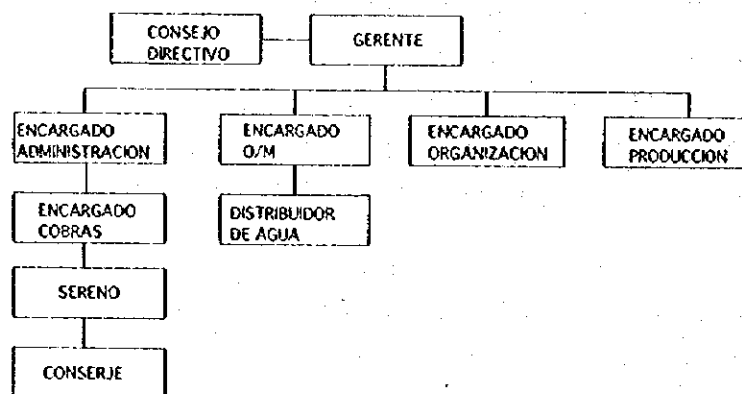 CONSEJO
DIRECTIVO
GERENTE
ENCARGADO
ADMINISTRACION
ENCARGADO
O/M
ENCARGADO
ORGANIZACION
ENCARGADO
PRODUCCION
ENCARGADO
COBRAS
DISTRIBUIDOR
DE AGUA
SERENO
CONSERJE